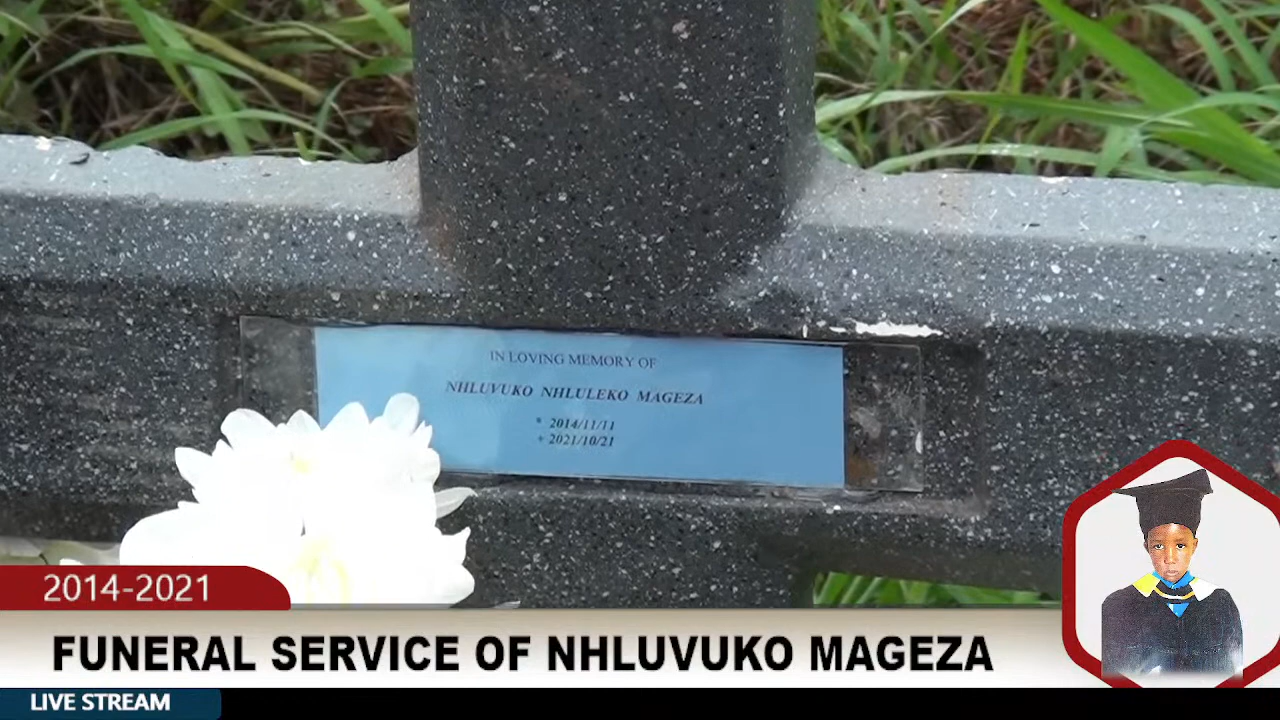 IN LOVING MEMORY OF
NHLUVUKO NHLULEKO MAGEZA
* 2014/11/11
+ 2021/10/21
2014-2021
FUNERAL SERVICE OF NHLUVUKO MAGEZA
LIVE STREAM